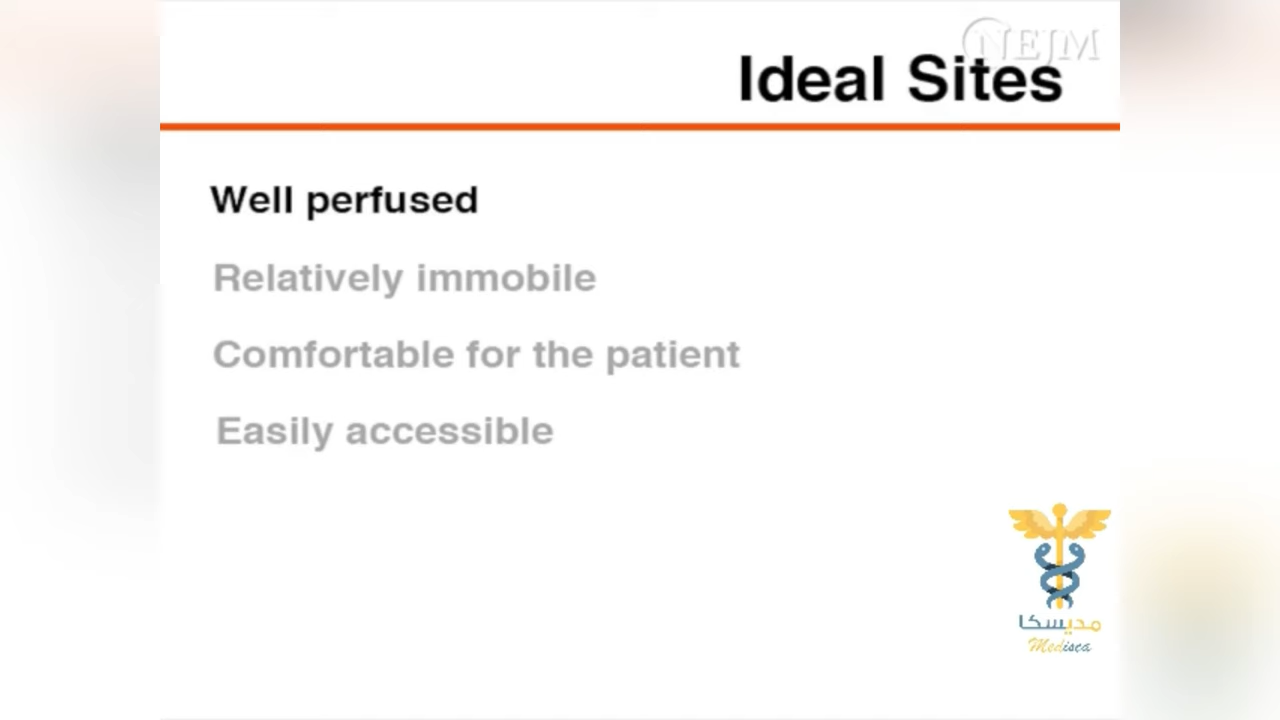 NEJM
Ideal Sites
Well perfused
Relatively immobile
Comfortable for the patient
Easily accessible
مديسكا
Medisca